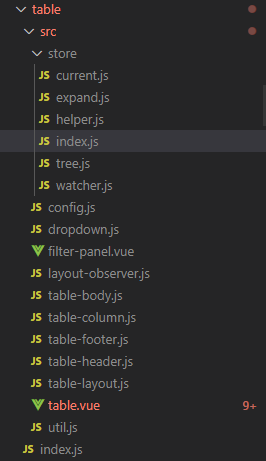 table
src
store
JS current.js
JS expand.js
JS helper.js
JS index.js
JS tree.js
JS watcher.js
JS config.js
JS dropdown.js
filter-panel.vue
JS layout-observer.js
JS table-body.js
JS table-column.js
JS table-footer.js
JS table-header.js
JS table-layout.js
table.vue 9+
JS util.js
JS index.js